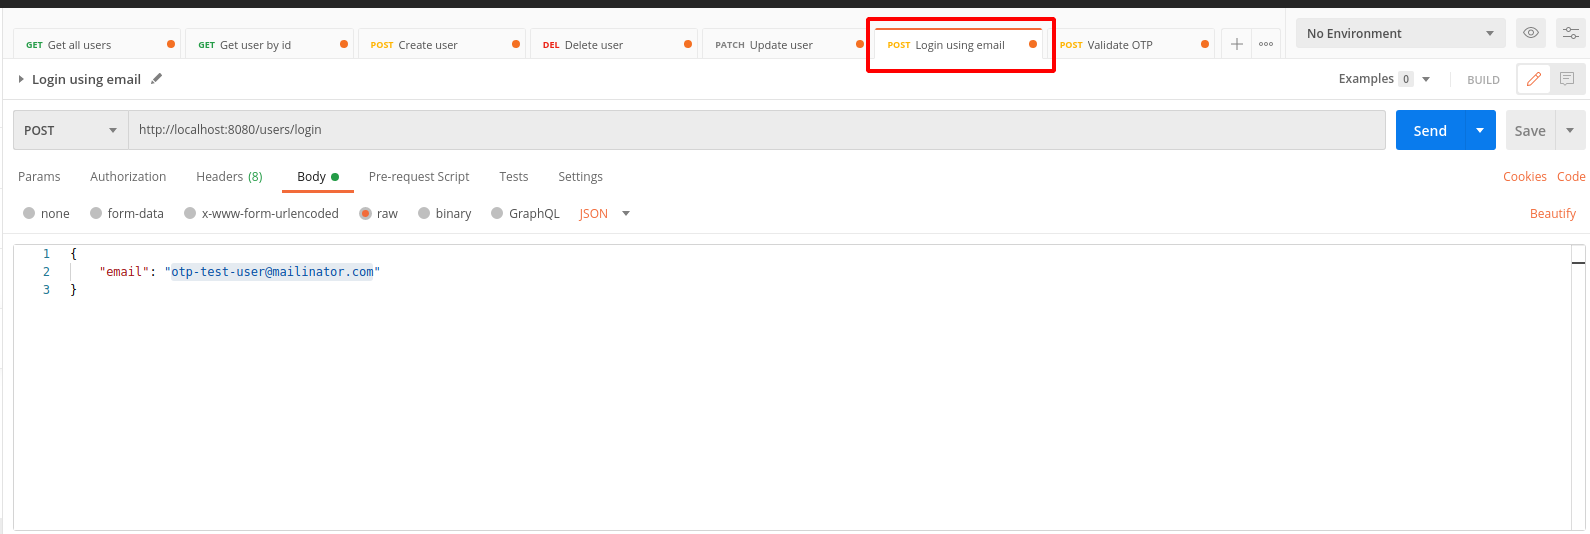 GET Get all users GET Get user by id POST Create user DEL Delete user PATCH Update user POST Login using email POST Validate OTP No Environment
Login using email Examples 0 BUILD
POST http://localhost:8080/users/login Send Save
Params Authorization Headers (8) Body Pre-request Script Tests Settings Cookies Code
none form-data x-www-form-urlencoded raw binary GraphQL JSON Beautify
1 {
2 "email": "otp-test-user@mailinator.com"
3 }